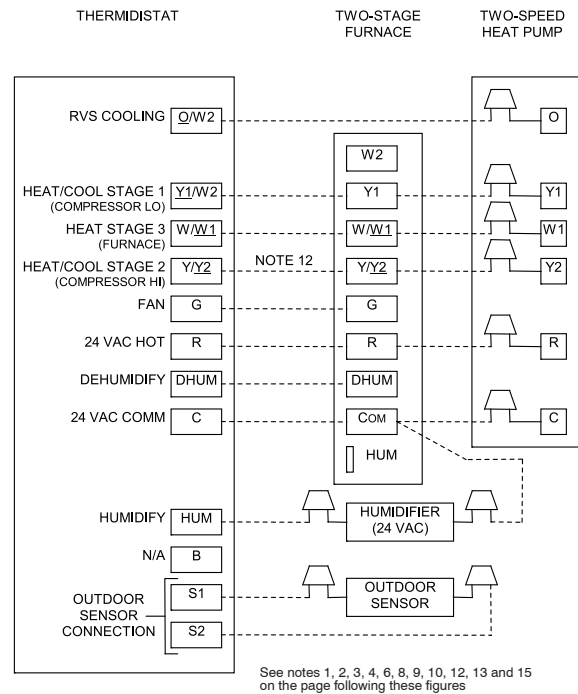 THERMIDISTAT
TWO-STAGE
FURNACE
TWO-SPEED
HEAT PUMP
RVS COOLING O/W2 O
W2
HEAT/COOL STAGE 1 Y1/W2 Y1 Y1
(COMPRESSOR LO)
HEAT STAGE 3 W/W1 W/W1 W1
(FURNACE)
HEAT/COOL STAGE 2 Y/Y2 NOTE 12 Y/Y2 Y2
(COMPRESSOR HI)
FAN G G
24 VAC HOT R R R
DEHUMIDIFY DHUM DHUM
24 VAC COMM C COM C
HUM
HUMIDIFY HUM HUMIDIFIER
(24 VAC)
N/A B
OUTDOOR
SENSOR
CONNECTION
S1
S2
OUTDOOR
SENSOR
See notes 1, 2, 3, 4, 6, 8, 9, 10, 12, 13 and 15
on the page following these figures